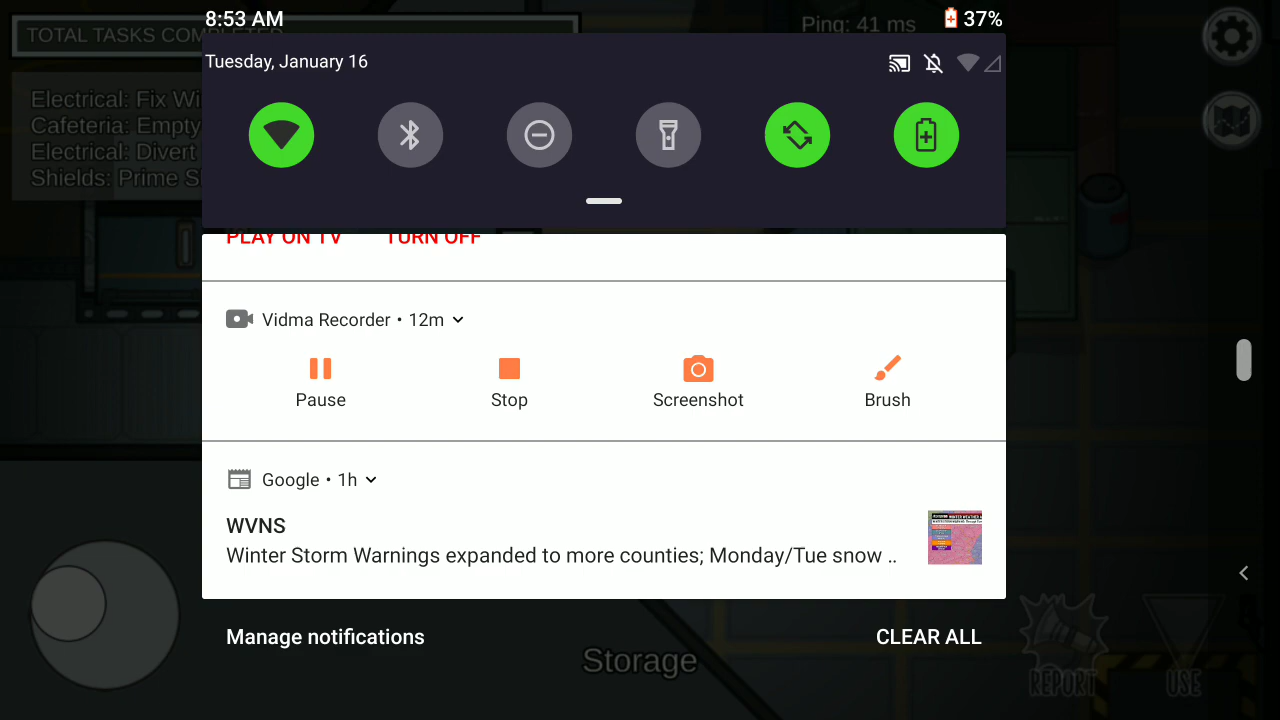 8:53 AM
37%
TOTAL TASKS COMPLETED
Ping: 41 ms
Tuesday, January 16
Electrical: Fix Wi
Cafeteria: Empty
Electrical: Divert
Shields: Prime S
PLAY ON TV TURN OFF
Vidma Recorder • 12m
Pause Stop Screenshot Brush
Google • 1h
WVNS
Winter Storm Warnings expanded to more counties; Monday/Tue snow ..
Manage notifications CLEAR ALL
Storage
REPORT USE